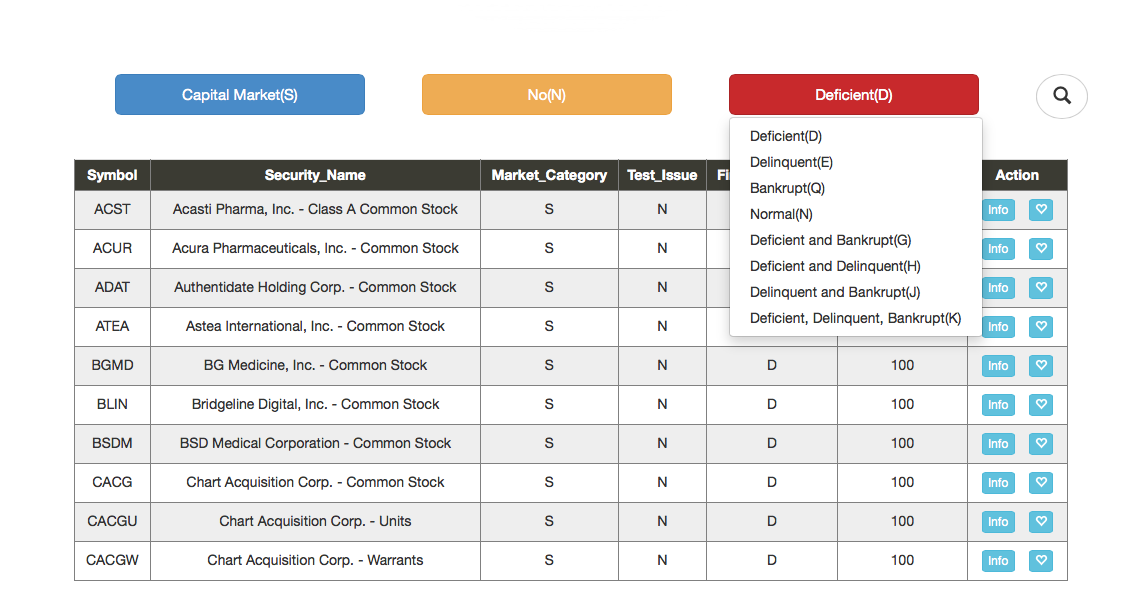 Capital Market(S) No(N) Deficient(D)
Deficient(D)
Delinquent(E)
Bankrupt(Q)
Normal(N)
Deficient and Bankrupt(G)
Deficient and Delinquent(H)
Delinquent and Bankrupt(J)
Deficient, Delinquent, Bankrupt(K)
Symbol Security_Name Market_Category Test_Issue Action
ACST Acasti Pharma, Inc. - Class A Common Stock S N Info
ACUR Acura Pharmaceuticals, Inc. - Common Stock S N Info
ADAT Authentidate Holding Corp. - Common Stock S N Info
ATEA Astea International, Inc. - Common Stock S N Info
BGMD BG Medicine, Inc. - Common Stock S N D 100 Info
BLIN Bridgeline Digital, Inc. - Common Stock S N D 100 Info
BSDM BSD Medical Corporation - Common Stock S N D 100 Info
CACG Chart Acquisition Corp. - Common Stock S N D 100 Info
CACGU Chart Acquisition Corp. - Units S N D 100 Info
CACGW Chart Acquisition Corp. - Warrants S N D 100 Info